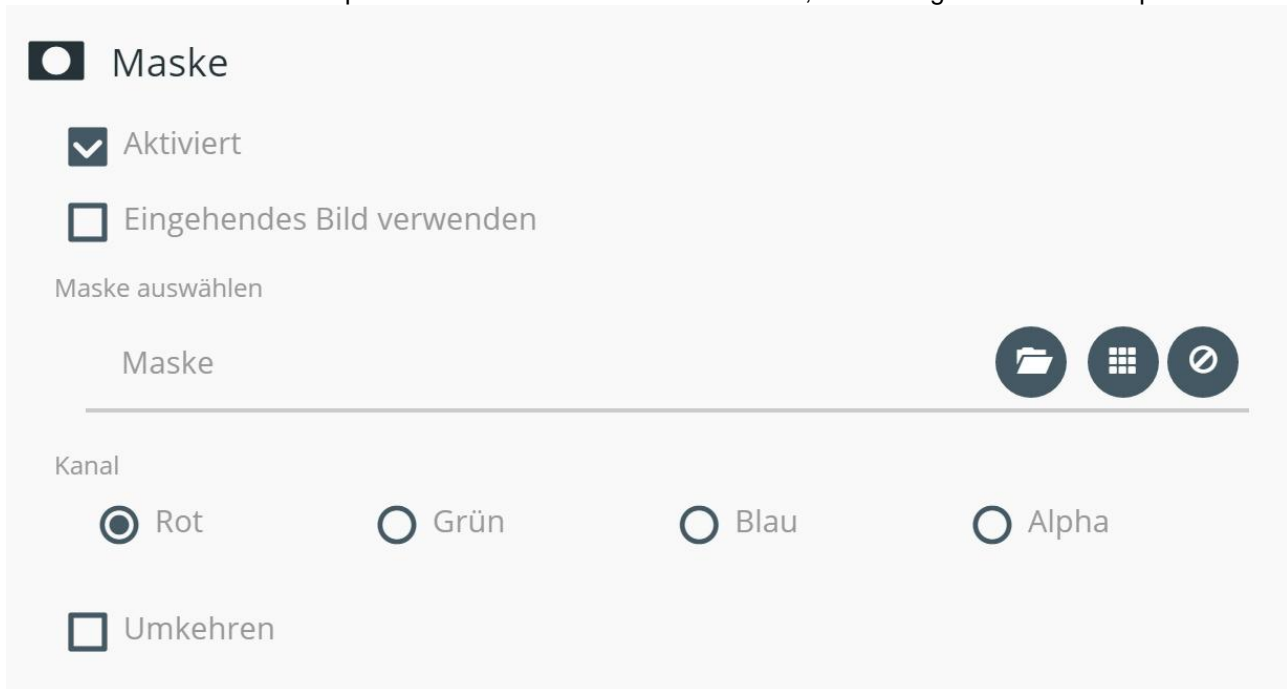 Maske
Aktiviert
Eingehendes Bild verwenden
Maske auswählen
Maske
Kanal
Rot Grün Blau Alpha
Umkehren